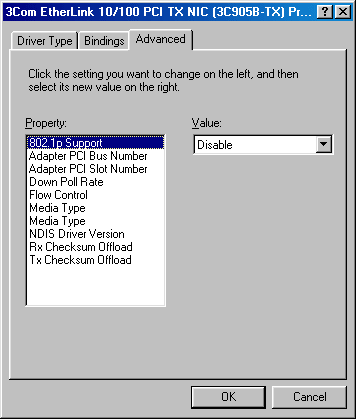 3Com EtherLink 10/100 PCI TX NIC (3C905B-TX) Pr...
Driver Type
Bindings
Advanced
Click the setting you want to change on the left, and then
select its new value on the right.
Property:
802.1p Support
Adapter PCI Bus Number
Adapter PCI Slot Number
Down Poll Rate
Flow Control
Media Type
Media Type
NDIS Driver Version
Rx Checksum Offload
Tx Checksum Offload
Value:
Disable
OK
Cancel